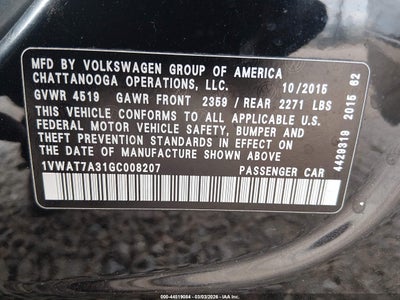 MFD BY VOLKSWAGEN GROUP OF AMERICA
CHATTANOOGA OPERATIONS, LLC. 10/2015
GVWR 4519 GAWR FRONT 2359 / REAR 2271 LBS
THIS VEHICLE CONFORMS TO ALL APPLICABLE U.S.
FEDERAL MOTOR VEHICLE SAFETY, BUMPER AND
THEFT PREVENTION STANDARDS IN EFFECT ON
THE DATE OF MANUFACTURE SHOWN ABOVE
1VWAT7A31GC008207 PASSENGER CAR
4429319 2015 62
000-44519084 - 03/03/2026 - IAA Inc.